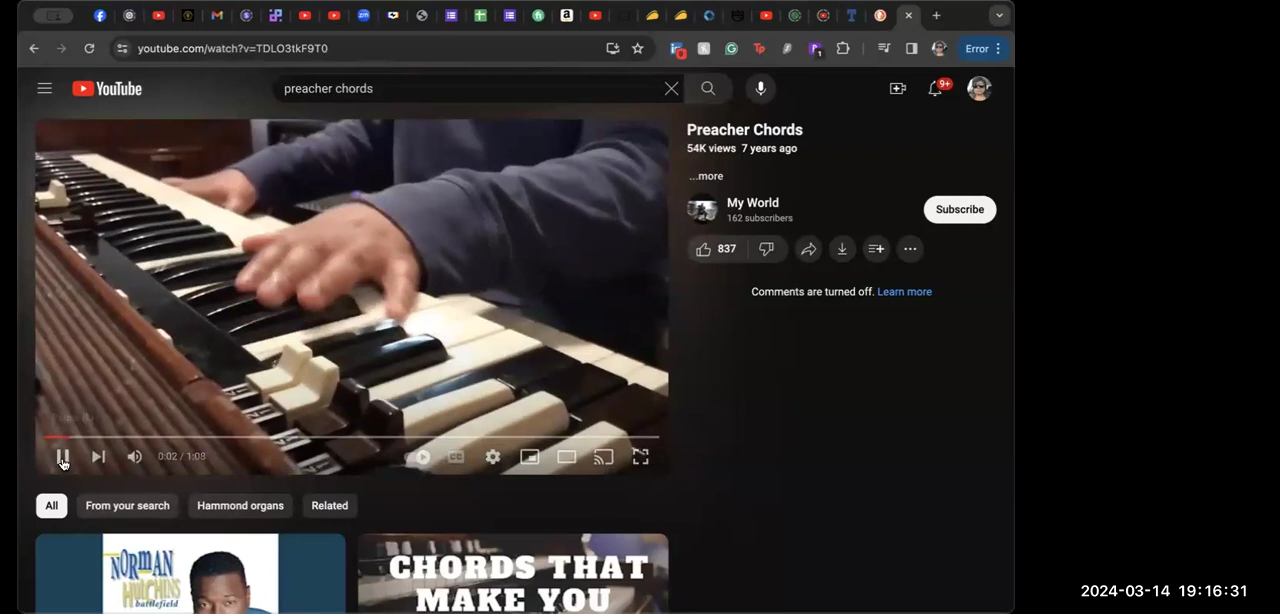 youtube.com/watch?v=TDLO3tkF9T0
Error
YouTube
preacher chords
9+
Preacher Chords
54K views 7 years ago
...more
My World
162 subscribers
Subscribe
837
Comments are turned off. Learn more
0:02 / 1:08
All
From your search
Hammond organs
Related
NORMAN
HUTCHINS
battlefield
CHORDS THAT
MAKE YOU
2024-03-14 19:16:31